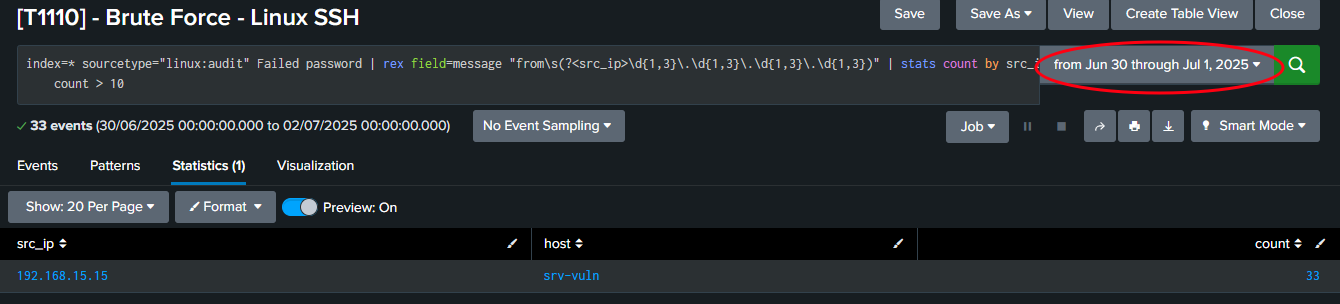 [T1110] - Brute Force - Linux SSH
Save
Save As
View
Create Table View
Close
index=* sourcetype="linux:audit" Failed password | rex field=message "from\s(?<src_ip>\d{1,3}\.\d{1,3}\.\d{1,3}\.\d{1,3})" | stats count by src_i
count > 10
from Jun 30 through Jul 1, 2025
33 events (30/06/2025 00:00:00.000 to 02/07/2025 00:00:00.000)
No Event Sampling
Job
Smart Mode
Events
Patterns
Statistics (1)
Visualization
Show: 20 Per Page
Format
Preview: On
src_ip
host
count
192.168.15.15
srv-vuln
33